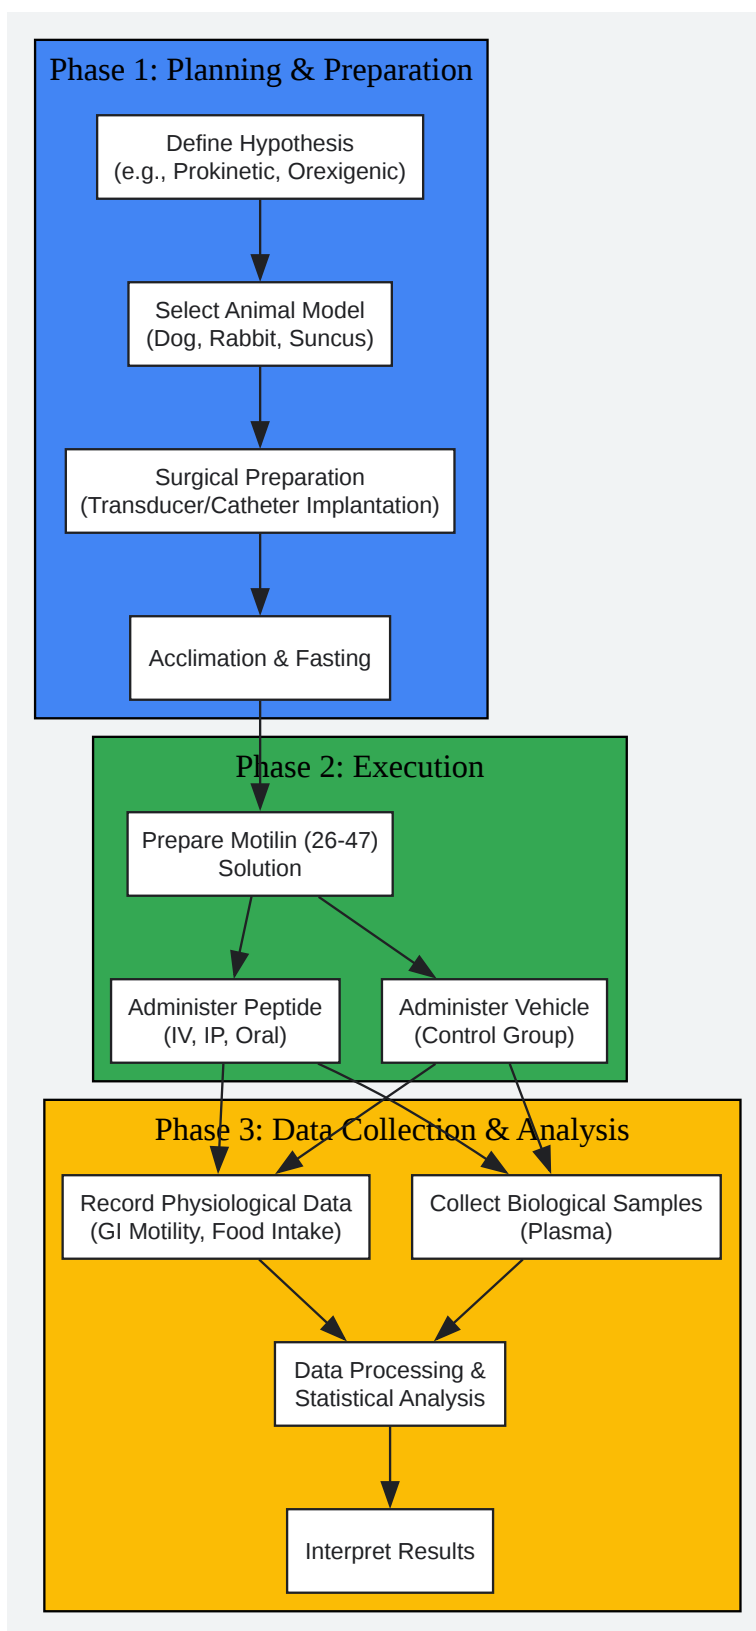 Phase 1: Planning & Preparation
Define Hypothesis
(e.g., Prokinetic, Orexigenic)
Select Animal Model
(Dog, Rabbit, Suncus)
Surgical Preparation
(Transducer/Catheter Implantation)
Acclimation & Fasting
Phase 2: Execution
Prepare Motilin (26-47)
Solution
Administer Peptide
(IV, IP, Oral)
Administer Vehicle
(Control Group)
Phase 3: Data Collection & Analysis
Record Physiological Data
(GI Motility, Food Intake)
Collect Biological Samples
(Plasma)
Data Processing &
Statistical Analysis
Interpret Results